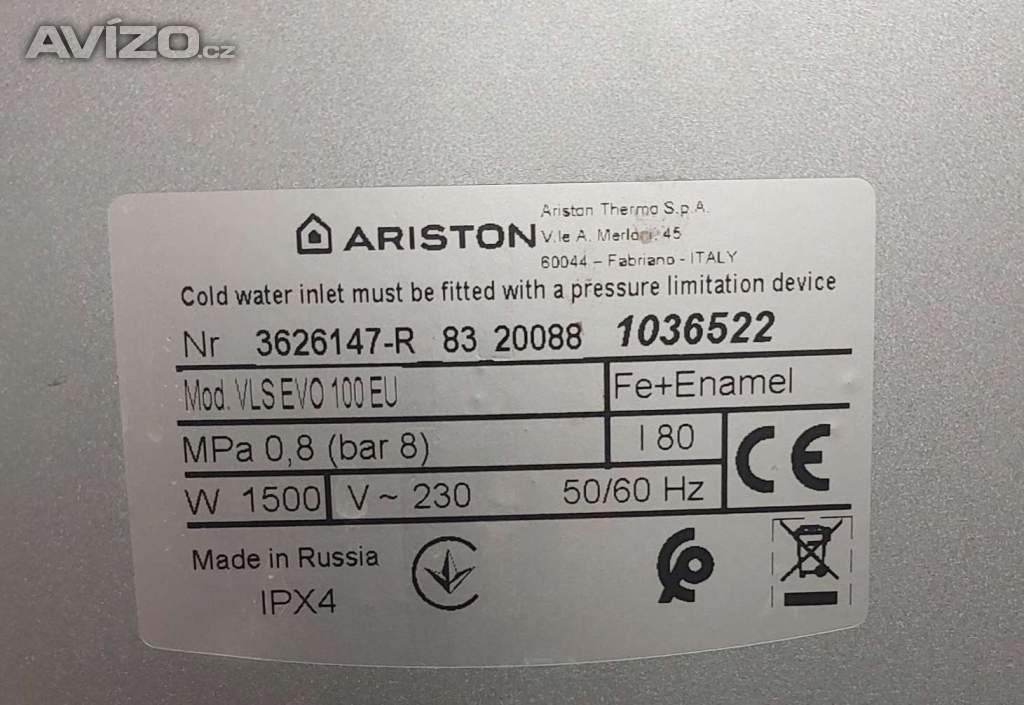 AVÍZO.cz
ARISTON
Ariston Thermo S.p.A.
V.le A. Merloni 45
60044 – Fabriano - ITALY
Cold water inlet must be fitted with a pressure limitation device
Nr 3626147-R 83 20088 1036522
Mod. VLS EVO 100 EU Fe+Enamel
MPa 0,8 (bar 8) l 80
W 1500 V ~ 230 50/60 Hz
CE
Made in Russia
IPX4